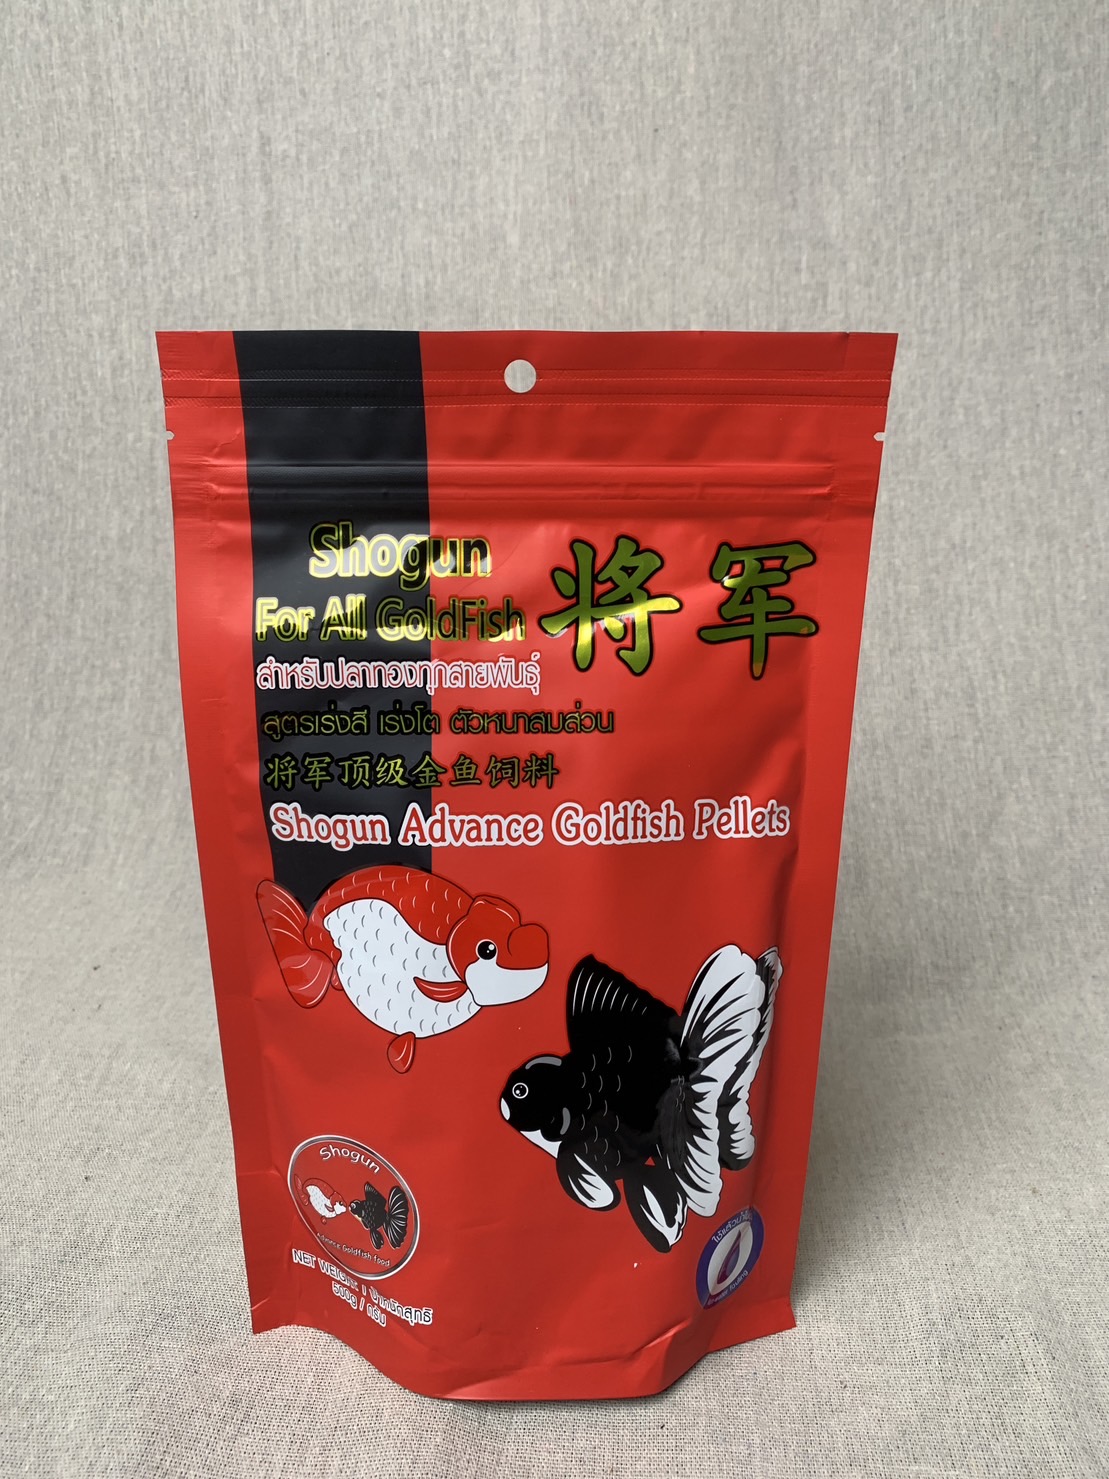 Shogun
For All GoldFish
将军
สำหรับปลาทองทุกสายพันธุ์
สูตรเร่งสี เร่งโต ตัวหนาสมส่วน
将军顶级金鱼饲料
Shogun Advance Goldfish Pellets
Shogun
Advance Goldfish food
NET WEIGHT / น้ำหนักสุทธิ
500g / กรัม